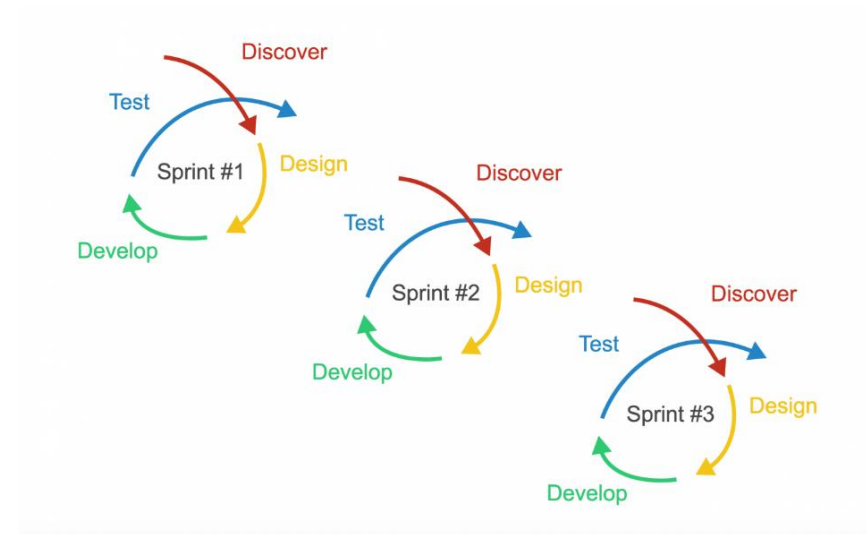 Discover
Test
Sprint #1
Design
Develop
Discover
Test
Sprint #2
Design
Develop
Discover
Test
Sprint #3
Design
Develop